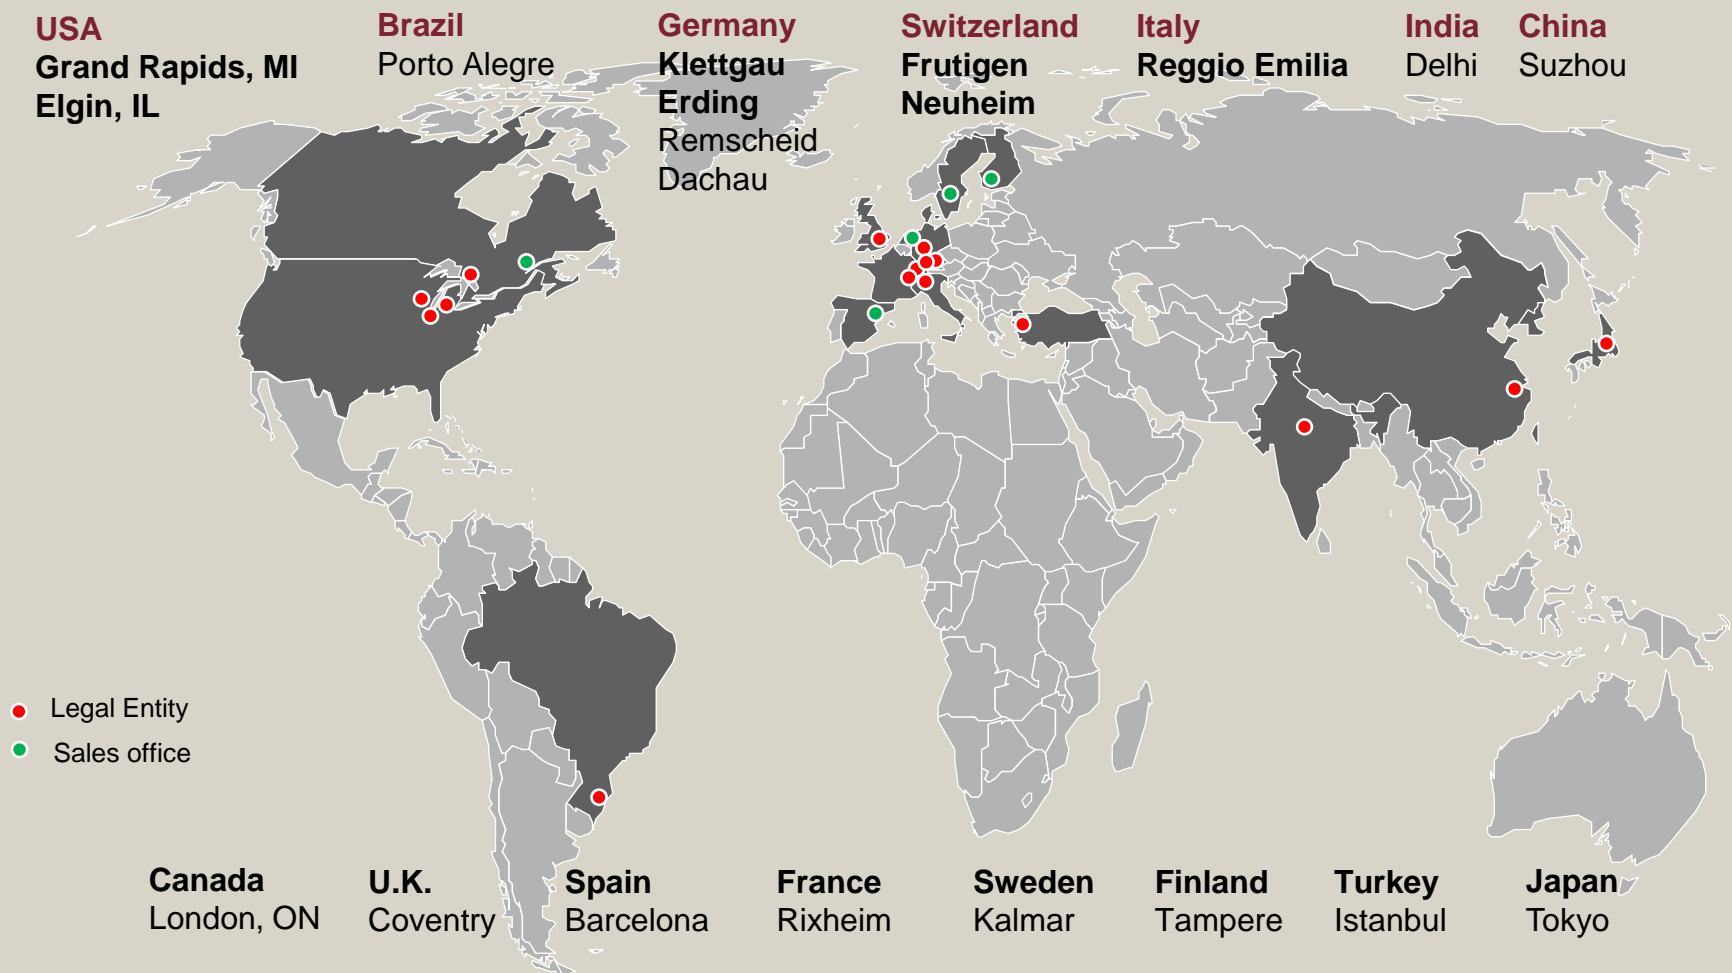 USA
Grand Rapids, MI
Elgin, IL
Brazil
Porto Alegre
Germany
Klettgau
Erding
Remscheid
Dachau
Switzerland
Frutigen
Neuheim
Italy
Reggio Emilia
India
Delhi
China
Suzhou
Legal Entity
Sales office
Canada
London, ON
U.K.
Coventry
Spain
Barcelona
France
Rixheim
Sweden
Kalmar
Finland
Tampere
Turkey
Istanbul
Japan
Tokyo